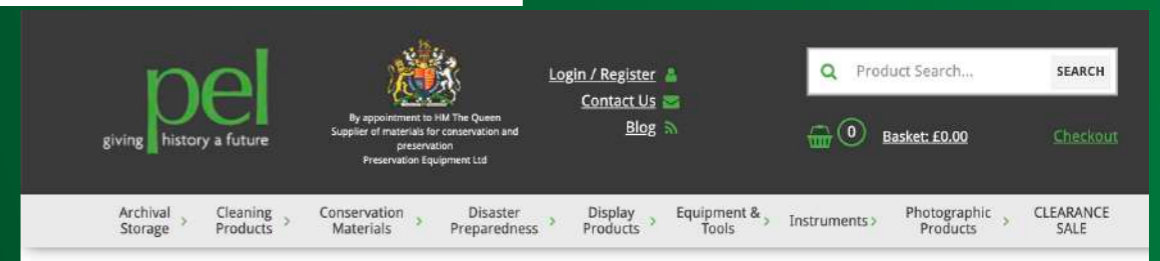 pel
giving history a future
By appointment to HM The Queen
Supplier of materials for conservation and
preservation
Preservation Equipment Ltd
Login / Register
Contact Us
Blog
Product Search...
SEARCH
0
Basket: £0.00
Checkout
Archival
Storage
Cleaning
Products
Conservation
Materials
Disaster
Preparedness
Display
Products
Equipment &
Tools
Instruments
Photographic
Products
CLEARANCE
SALE